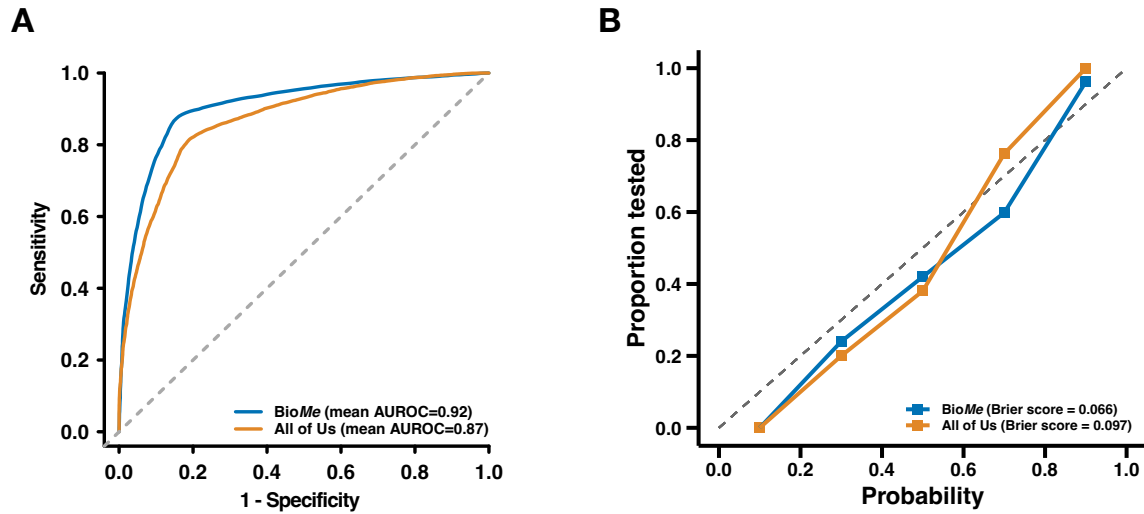 A
1.0
0.8
0.6
0.4
0.2
0.0
Sensitivity
BioMe (mean AUROC=0.92)
All of Us (mean AUROC=0.87)
0.0 0.2 0.4 0.6 0.8 1.0
1 - Specificity
B
1.0
0.8
0.6
0.4
0.2
0.0
Proportion tested
BioMe (Brier score = 0.066)
All of Us (Brier score = 0.097)
0.0 0.2 0.4 0.6 0.8 1.0
Probability